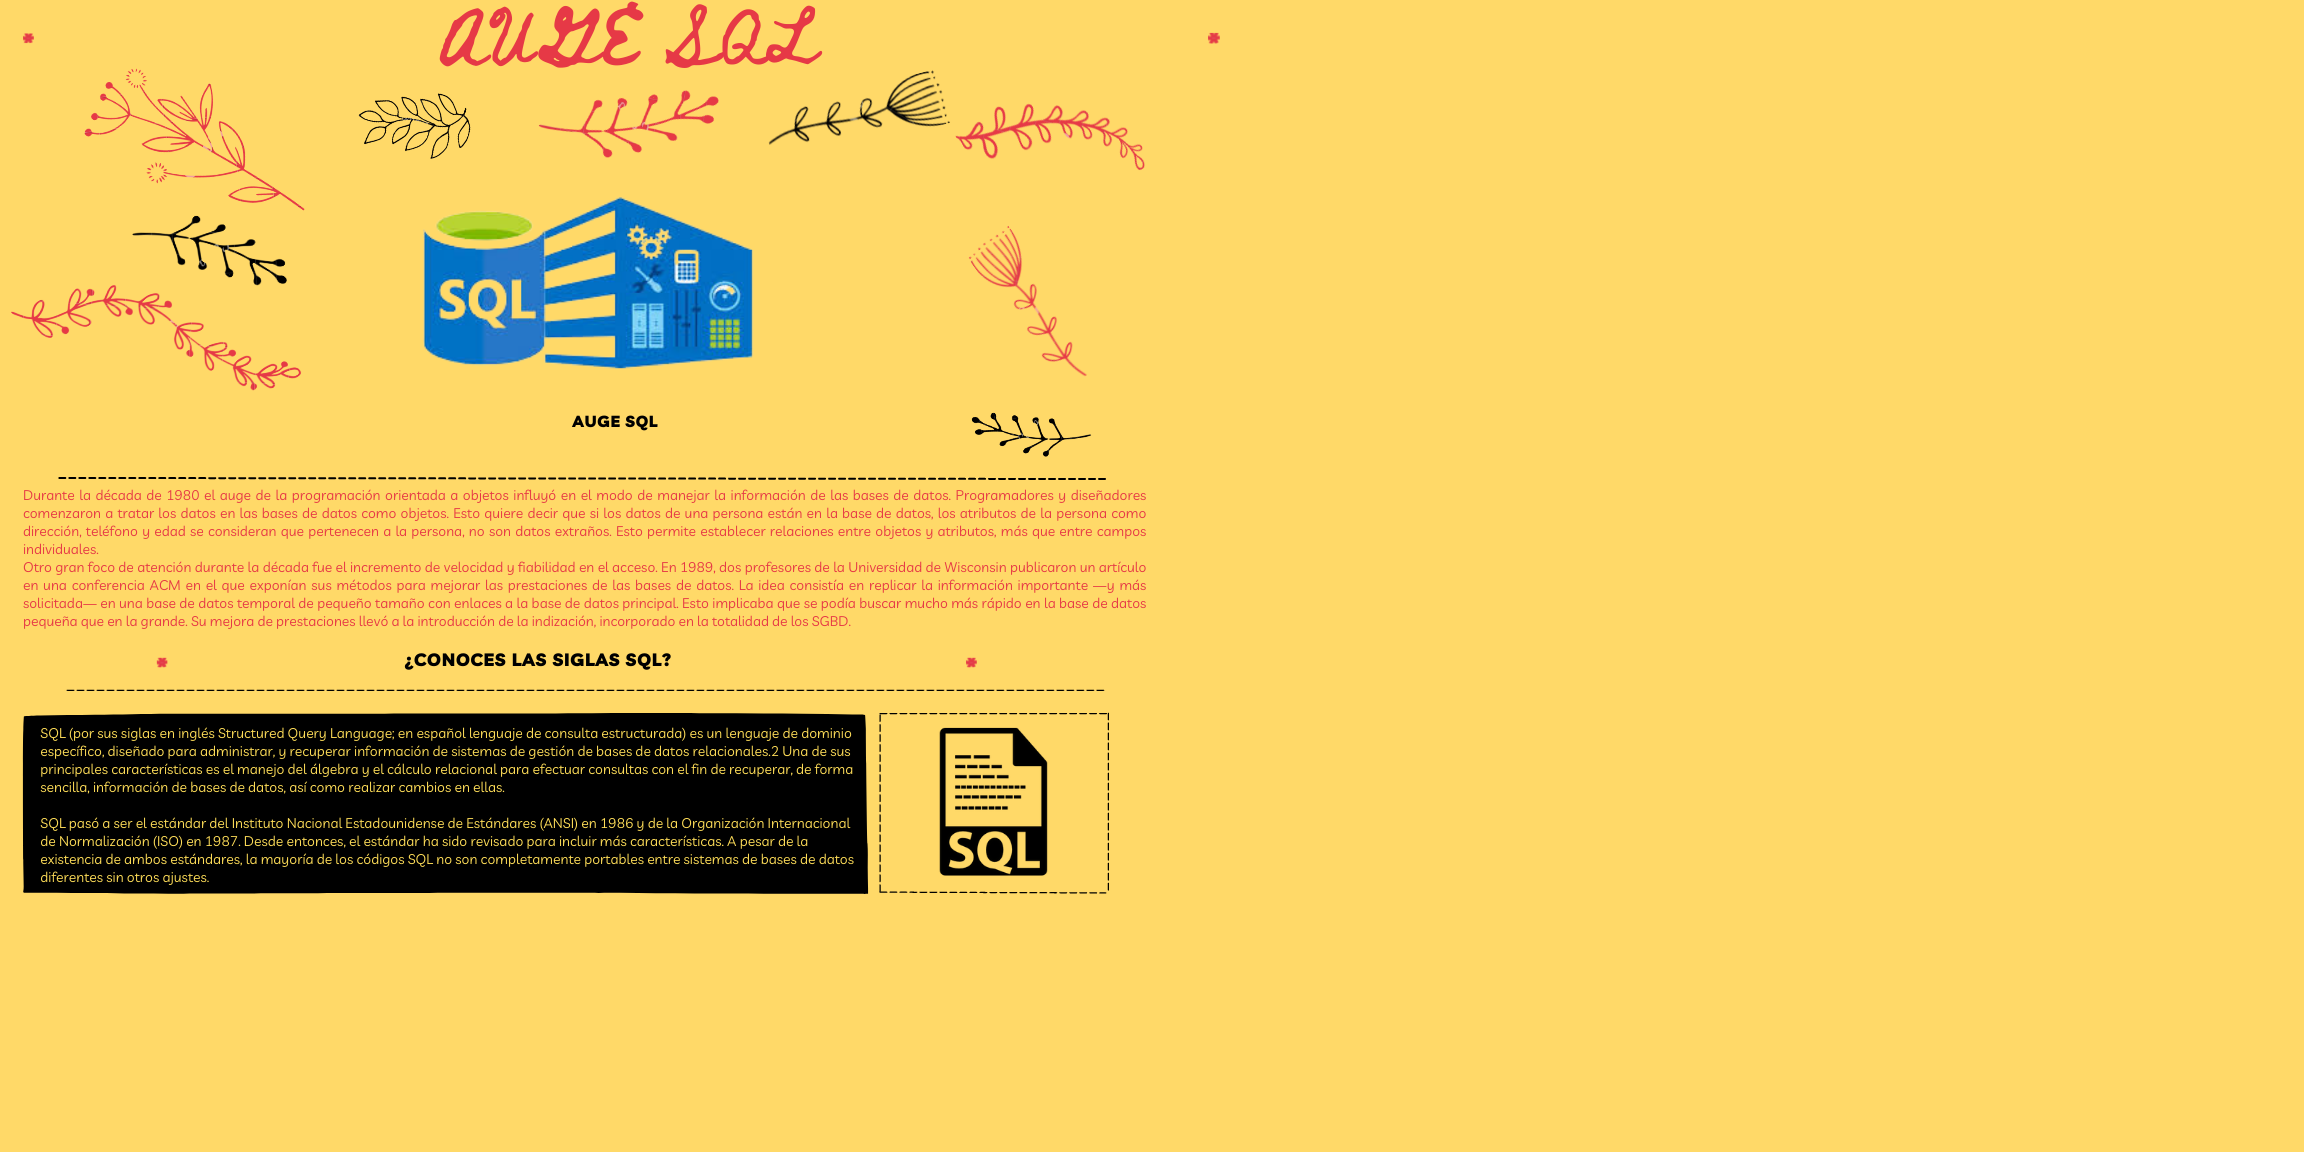 AUGE SQL
SQL
AUGE SQL
Durante la década de 1980 el auge de la programación orientada a objetos influyó en el modo de manejar la información de las bases de datos. Programadores y diseñadores
comenzaron a tratar los datos en las bases de datos como objetos. Esto quiere decir que si los datos de una persona están en la base de datos, los atributos de la persona como
dirección, teléfono y edad se consideran que pertenecen a la persona, no son datos extraños. Esto permite establecer relaciones entre objetos y atributos, más que entre campos
individuales.
Otro gran foco de atención durante la década fue el incremento de velocidad y fiabilidad en el acceso. En 1989, dos profesores de la Universidad de Wisconsin publicaron un artículo
en una conferencia ACM en el que exponían sus métodos para mejorar las prestaciones de las bases de datos. La idea consistía en replicar la información importante —y más
solicitada— en una base de datos temporal de pequeño tamaño con enlaces a la base de datos principal. Esto implicaba que se podía buscar mucho más rápido en la base de datos
pequeña que en la grande. Su mejora de prestaciones llevó a la introducción de la indización, incorporado en la totalidad de los SGBD.
¿CONOCES LAS SIGLAS SQL?
SQL (por sus siglas en inglés Structured Query Language; en español lenguaje de consulta estructurada) es un lenguaje de dominio
específico, diseñado para administrar, y recuperar información de sistemas de gestión de bases de datos relacionales.2 Una de sus
principales características es el manejo del álgebra y el cálculo relacional para efectuar consultas con el fin de recuperar, de forma
sencilla, información de bases de datos, así como realizar cambios en ellas.
SQL pasó a ser el estándar del Instituto Nacional Estadounidense de Estándares (ANSI) en 1986 y de la Organización Internacional
de Normalización (ISO) en 1987. Desde entonces, el estándar ha sido revisado para incluir más características. A pesar de la
existencia de ambos estándares, la mayoría de los códigos SQL no son completamente portables entre sistemas de bases de datos
diferentes sin otros ajustes.
SQL